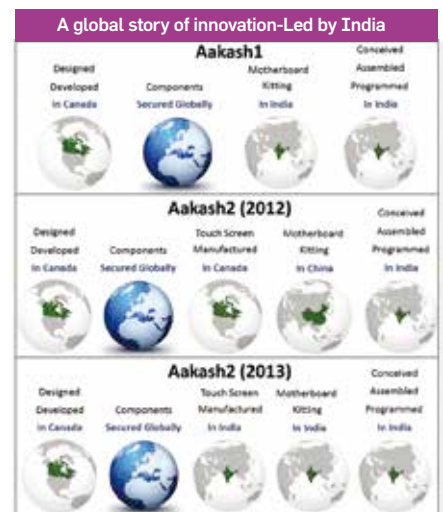 A global story of innovation-Led by India
Aakash1
Designed
Developed
In Canada
Components
Secured Globally
Motherboard
Kitting
In India
Conceived
Assembled
Programmed
In India
Aakash2 (2012)
Designed
Developed
In Canada
Components
Secured Globally
Touch Screen
Manufactured
In Canada
Motherboard
Kitting
In China
Conceived
Assembled
Programmed
In India
Aakash2 (2013)
Designed
Developed
In Canada
Components
Secured Globally
Touch Screen
Manufactured
In India
Motherboard
Kitting
In India
Conceived
Assembled
Programmed
In India